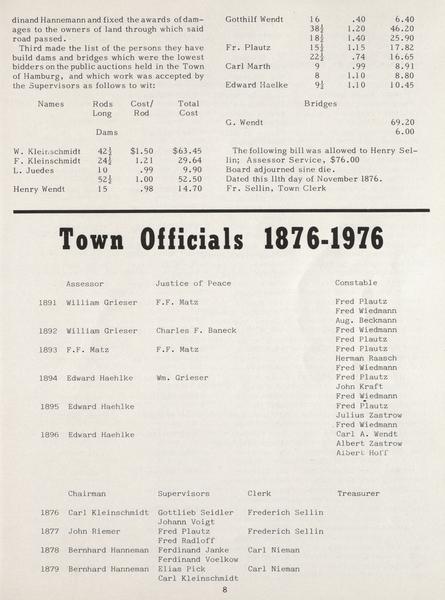 dinand Hannemann and fixed the awards of dam-
ages to the owners of land through which said
road passed.
Third made the list of the persons they have
build dams and bridges which were the lowest
bidders on the public auctions held in the Town
of Hamburg, and which work was accepted by
the Supervisors as follows to wit:
Names Rods Cost/ Total
Long Rod Cost
Dams
W. Kleinschmidt 42½ $1.50 $63.45
F. Kleinschmidt 24½ 1.21 29.64
L. Juedes 10 .99 9.90
52½ 1.00 52.50
Henry Wendt 15 .98 14.70
Gotthilf Wendt 16 .40 6.40
38½ 1.20 46.20
18½ 1.40 25.90
Fr. Plautz 15½ 1.15 17.82
22½ .74 16.65
Carl Marth 9 .99 8.91
8 1.10 8.80
Edward Haelke 9½ 1.10 10.45
Bridges
G. Wendt 69.20
6.00
The following bill was allowed to Henry Sel-
lin; Assessor Service, $76.00
Board adjourned sine die.
Dated this 11th day of November 1876.
Fr. Sellin, Town Clerk
Town Officials 1876-1976
Assessor Justice of Peace Constable
1891 William Grieser F.F. Matz Fred Plautz
Fred Wiedmann
Aug. Beckmann
1892 William Grieser Charles F. Baneck Fred Wiedmann
Fred Plautz
1893 F.F. Matz F.F. Matz Fred Plautz
Herman Raasch
Fred Wiedmann
1894 Edward Haehlke Wm. Grieser Fred Plautz
John Kraft
Fred Wiedmann
1895 Edward Haehlke Fred Plautz
Julius Zastrow
Fred Wiedmann
1896 Edward Haehlke Carl A. Wendt
Albert Zastrow
Albert Hoff
Chairman Supervisors Clerk Treasurer
1876 Carl Kleinschmidt Gottlieb Seidler Frederich Sellin
Johann Voigt
1877 John Riemer Fred Plautz Frederich Sellin
Fred Radloff
1878 Bernhard Hanneman Ferdinand Janke Carl Nieman
Ferdinand Voelkow
1879 Bernhard Hanneman Elias Pick Carl Nieman
Carl Kleinschmidt
8